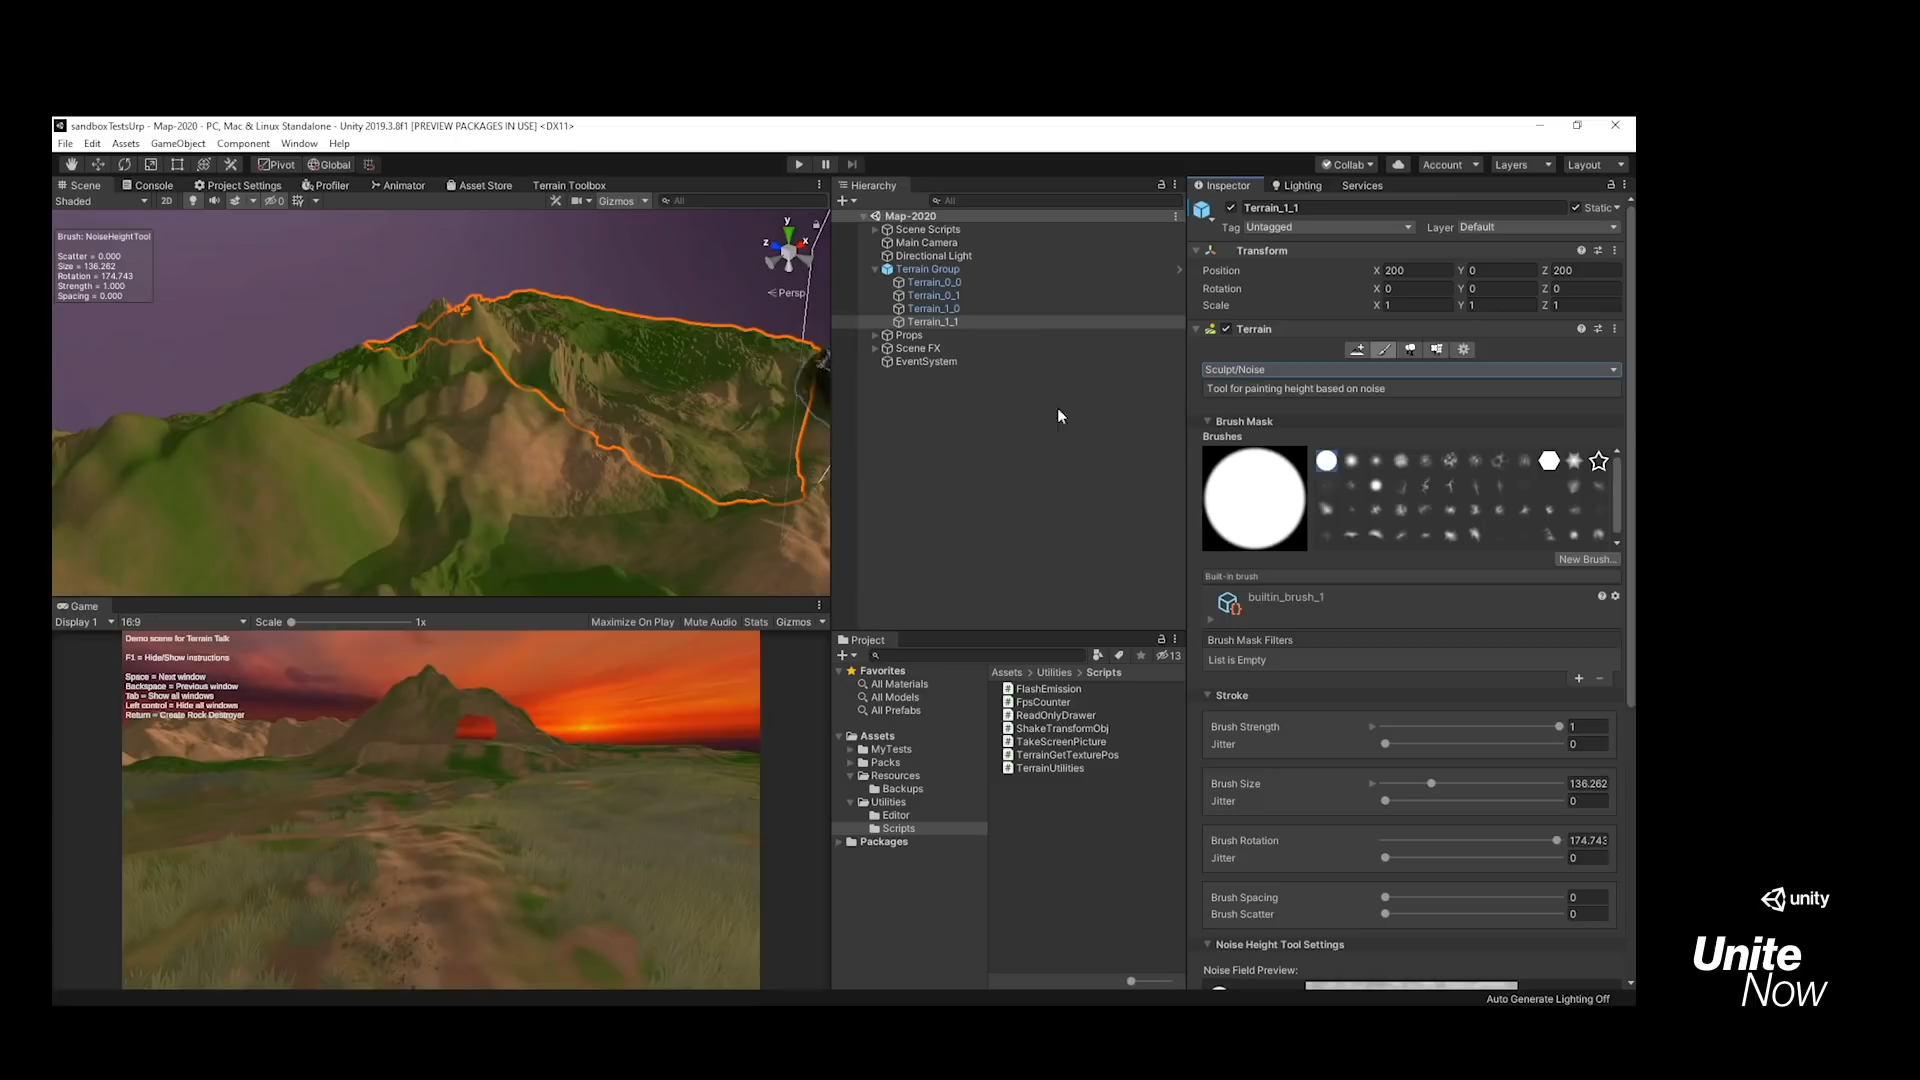 sandboxTestsUrp - Map-2020 - PC, Mac & Linux Standalone - Unity 2019.3.8f1 [PREVIEW PACKAGES IN USE] <DX11>
File Edit Assets GameObject Component Window Help
Pivot Global Collab Account Layers Layout
Scene Console Project Settings Profiler Animator Asset Store Terrain Toolbox
Shaded 2D 0 Gizmos All
Brush: NoiseHeightTool
Scatter = 0.000
Size = 136.262
Rotation = 174.743
Strength = 1.000
Spacing = 0.000
y
z x
Persp
Game
Display 1 16:9 Scale 1x Maximize On Play Mute Audio Stats Gizmos
Demo scene for Terrain Talk
F1 = Hide/Show instructions
Space = Next window
Backspace = Previous window
Tab = Show all windows
Left control = Hide all windows
Return = Create Rock Destroyer
Hierarchy
All
Map-2020
Scene Scripts
Main Camera
Directional Light
Terrain Group
Terrain_0_0
Terrain_0_1
Terrain_1_0
Terrain_1_1
Props
Scene FX
EventSystem
Project
13
Favorites
All Materials
All Models
All Prefabs
Assets
MyTests
Packs
Resources
Backups
Utilities
Editor
Scripts
Packages
Assets > Utilities > Scripts
FlashEmission
FpsCounter
ReadOnlyDrawer
ShakeTransformObj
TakeScreenPicture
TerrainGetTexturePos
TerrainUtilities
Inspector Lighting Services
Terrain_1_1 Static
Tag Untagged Layer Default
Transform
Position X 200 Y 0 Z 200
Rotation X 0 Y 0 Z 0
Scale X 1 Y 1 Z 1
Terrain
Sculpt/Noise
Tool for painting height based on noise
Brush Mask
Brushes
New Brush...
Built-in brush
builtin_brush_1
Brush Mask Filters
List is Empty
Stroke
Brush Strength 1
Jitter 0
Brush Size 136.262
Jitter 0
Brush Rotation 174.743
Jitter 0
Brush Spacing 0
Brush Scatter 0
Noise Height Tool Settings
Noise Field Preview:
Auto Generate Lighting Off
unity
Unite
Now